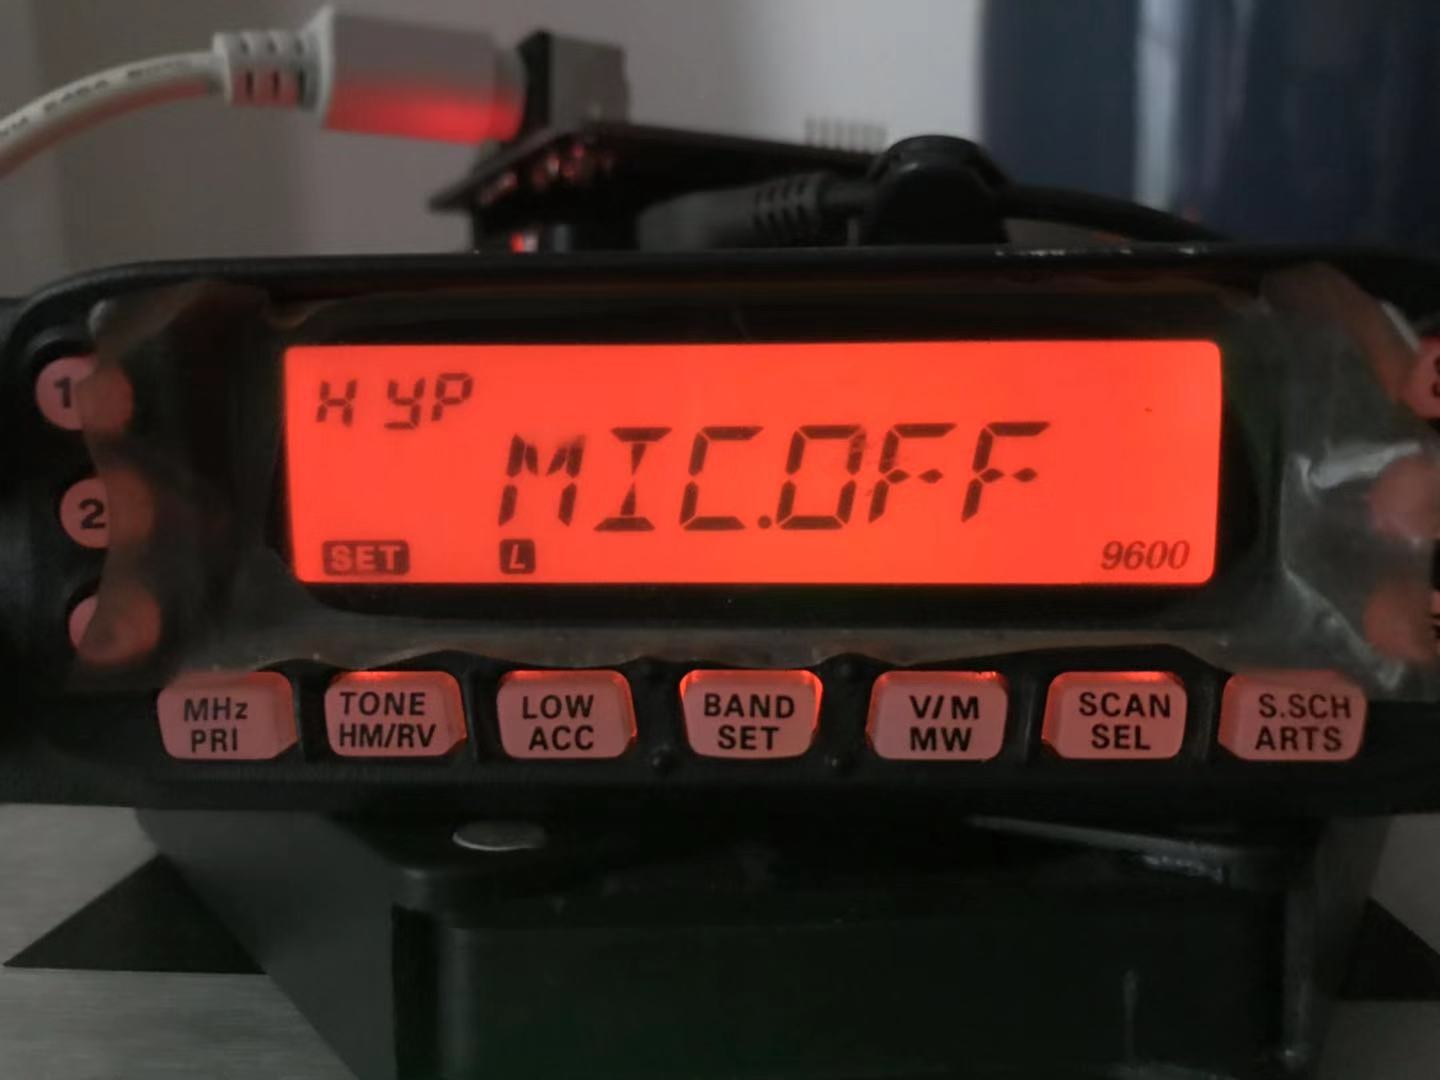 H YP
MIC.OFF
SET
L
9600
1
2
MHz
PRI
TONE
HM/RV
LOW
ACC
BAND
SET
V/M
MW
SCAN
SEL
S.SCH
ARTS